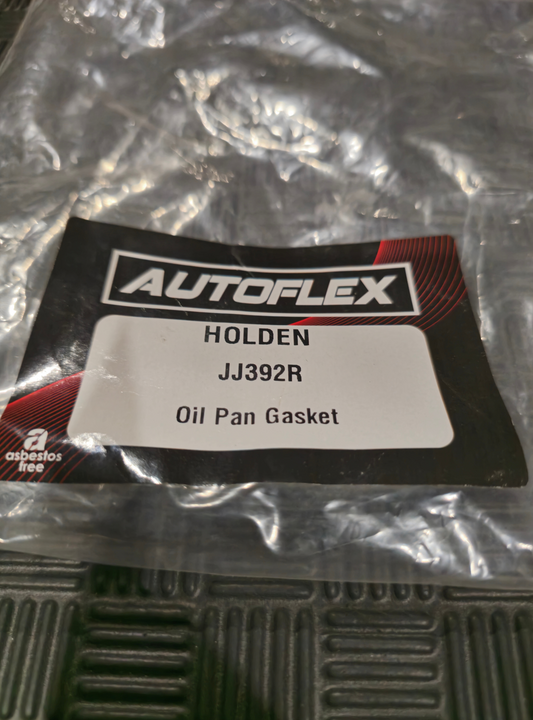 AUTOFLEX
HOLDEN
JJ392R
Oil Pan Gasket
a
asbestos
free